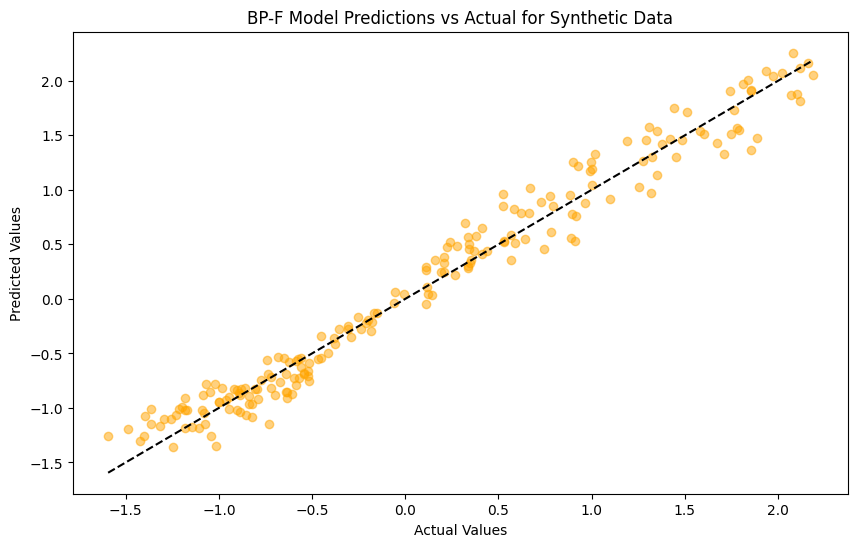 BP-F Model Predictions vs Actual for Synthetic Data
Predicted Values
2.0
1.5
1.0
0.5
0.0
−0.5
−1.0
−1.5
−1.5 −1.0 −0.5 0.0 0.5 1.0 1.5 2.0
Actual Values